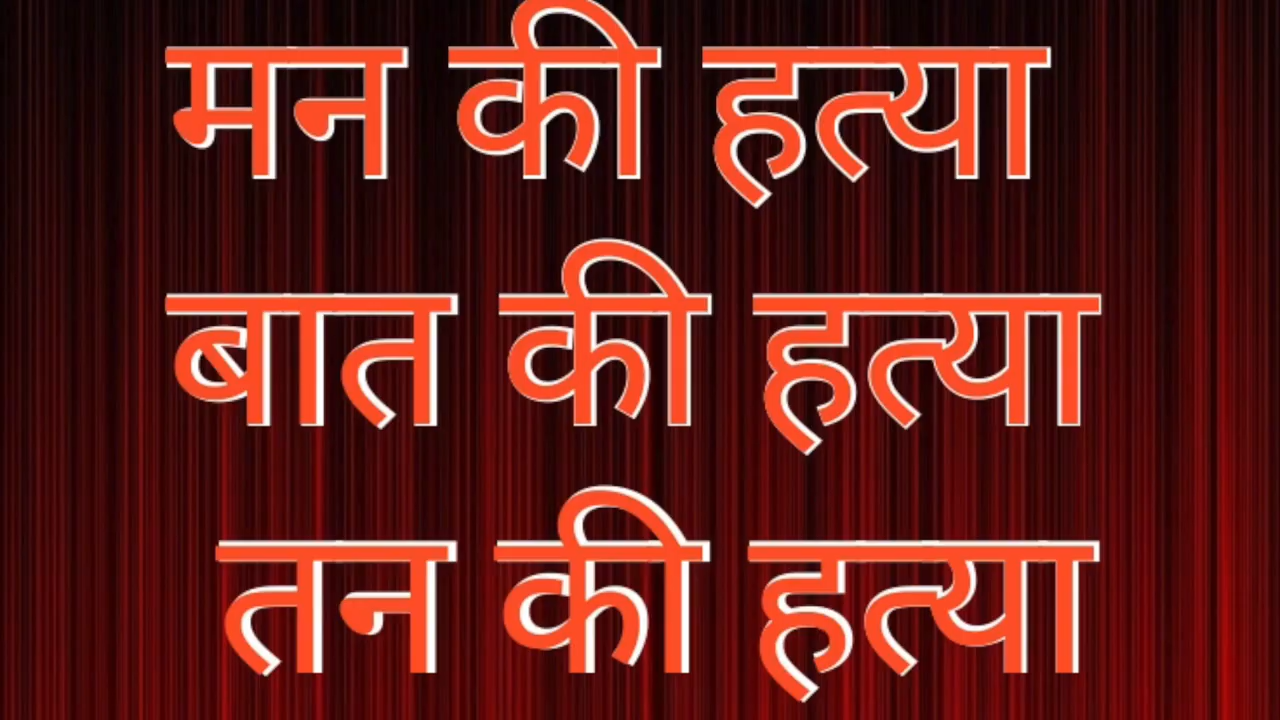 मन की हत्या
बात की हत्या
तन की हत्या